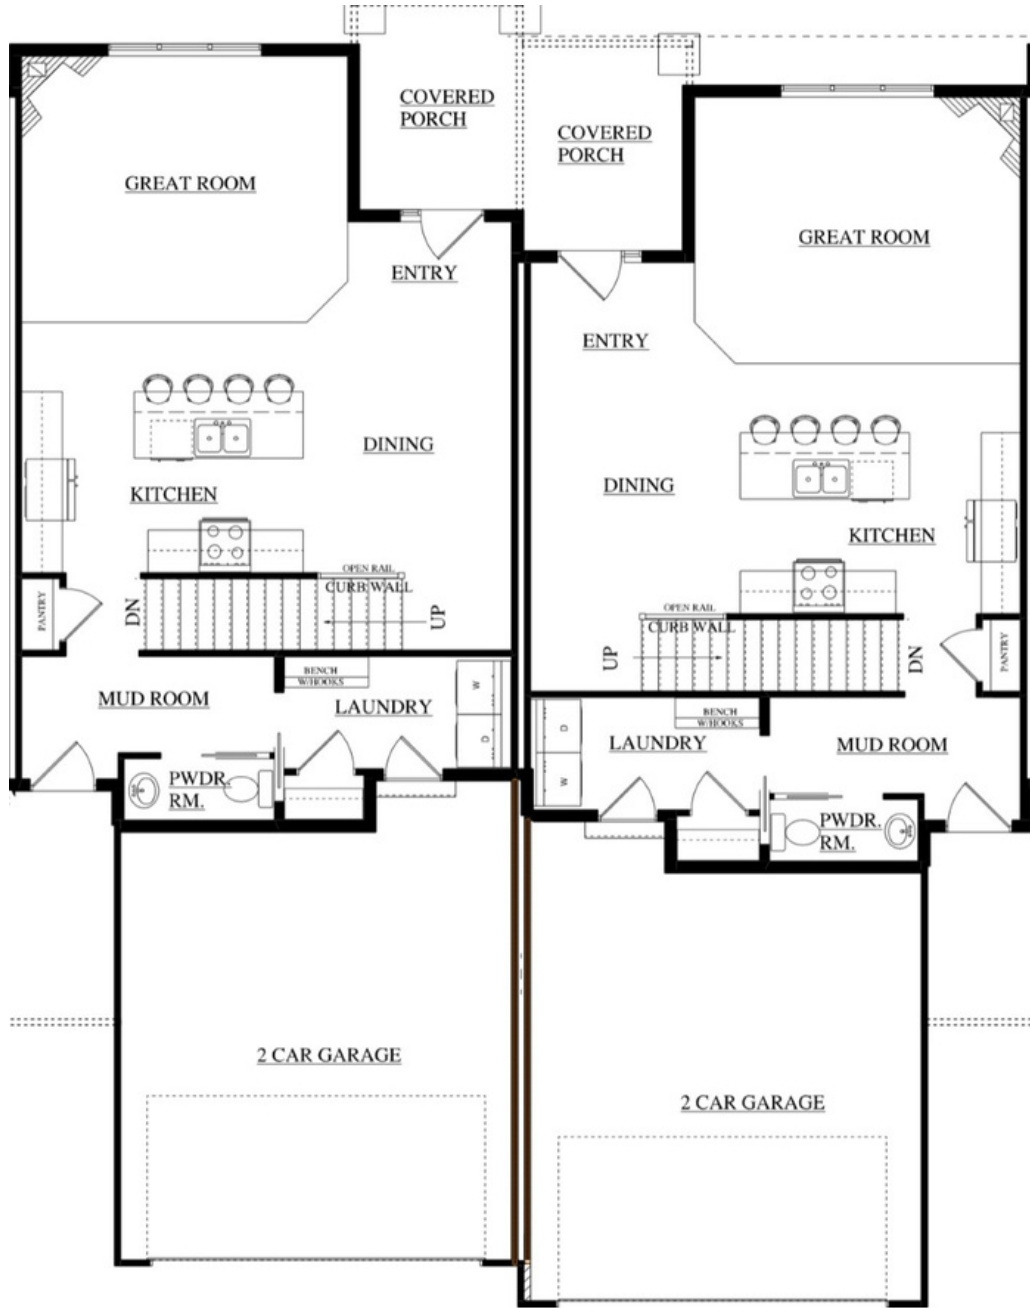 COVERED
PORCH
COVERED
PORCH
GREAT ROOM
GREAT ROOM
ENTRY
ENTRY
DINING
DINING
KITCHEN
KITCHEN
OPEN RAIL
CURB WALL
PANTRY
DN
UP
OPEN RAIL
CURB WALL
UP
DN
PANTRY
BENCH
W/HOOKS
MUD ROOM
LAUNDRY
W
D
BENCH
W/HOOKS
LAUNDRY
D
W
MUD ROOM
PWDR.
RM.
PWDR.
RM.
2 CAR GARAGE
2 CAR GARAGE